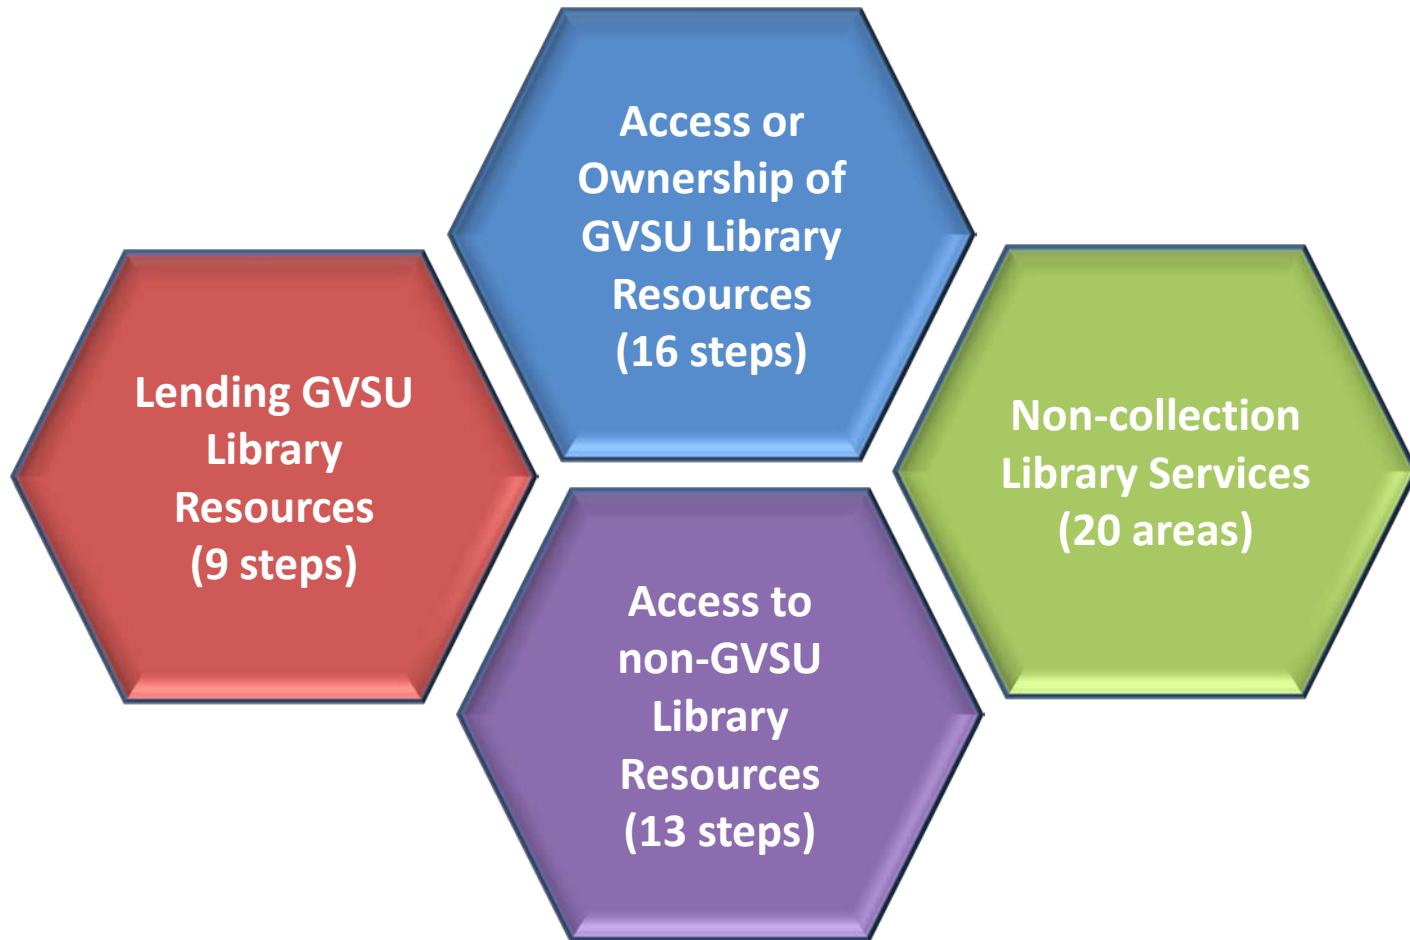 Access or
Ownership of
GVSU Library
Resources
(16 steps)
Lending GVSU
Library
Resources
(9 steps)
Non-collection
Library Services
(20 areas)
Access to
non-GVSU
Library
Resources
(13 steps)